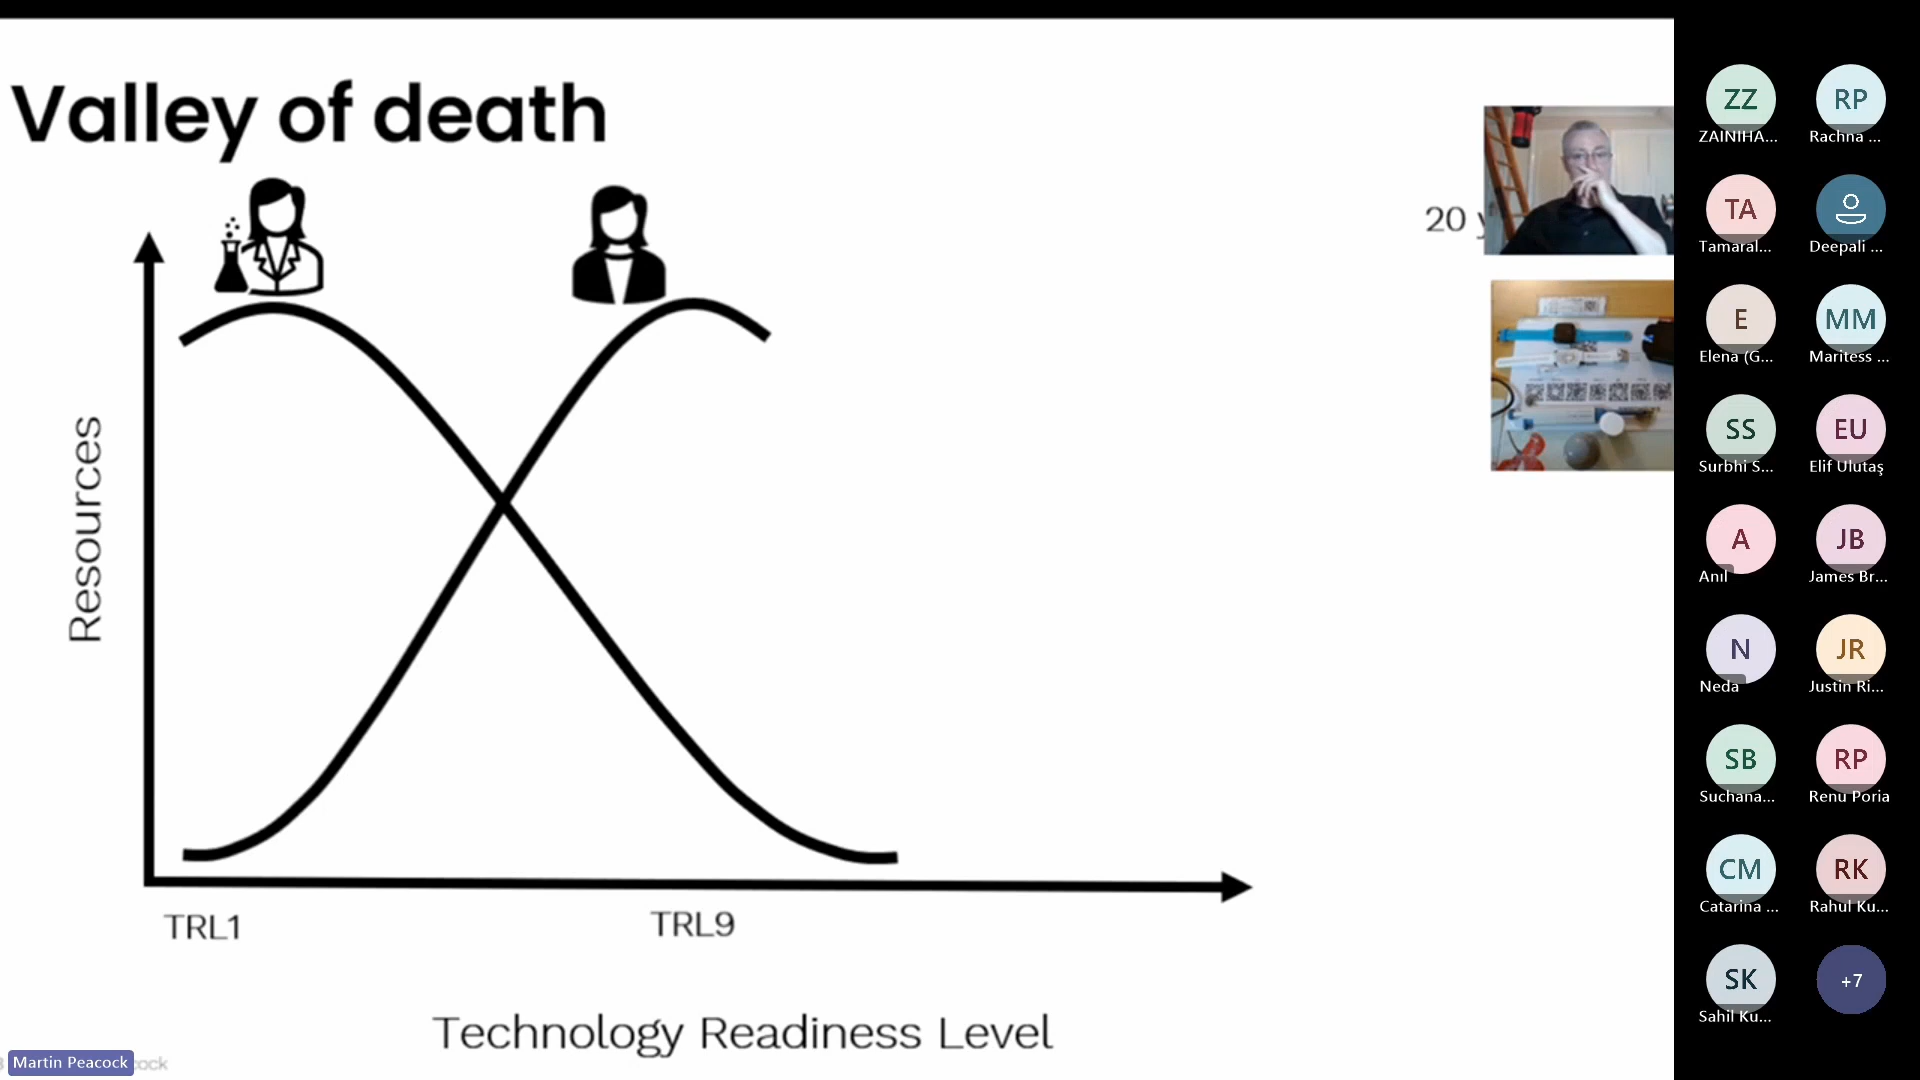 Valley of death
20 y
Resources
TRL1
TRL9
Technology Readiness Level
Martin Peacock
ZZ
ZAINIHA...
RP
Rachna ...
TA
Tamaral...
Deepali ...
E
Elena (G...
MM
Maritess ...
SS
Surbhi S...
EU
Elif Ulutaş
A
Anıl
JB
James Br...
N
Neda
JR
Justin Ri...
SB
Suchana...
RP
Renu Poria
CM
Catarina ...
RK
Rahul Ku...
SK
Sahil Ku...
+7